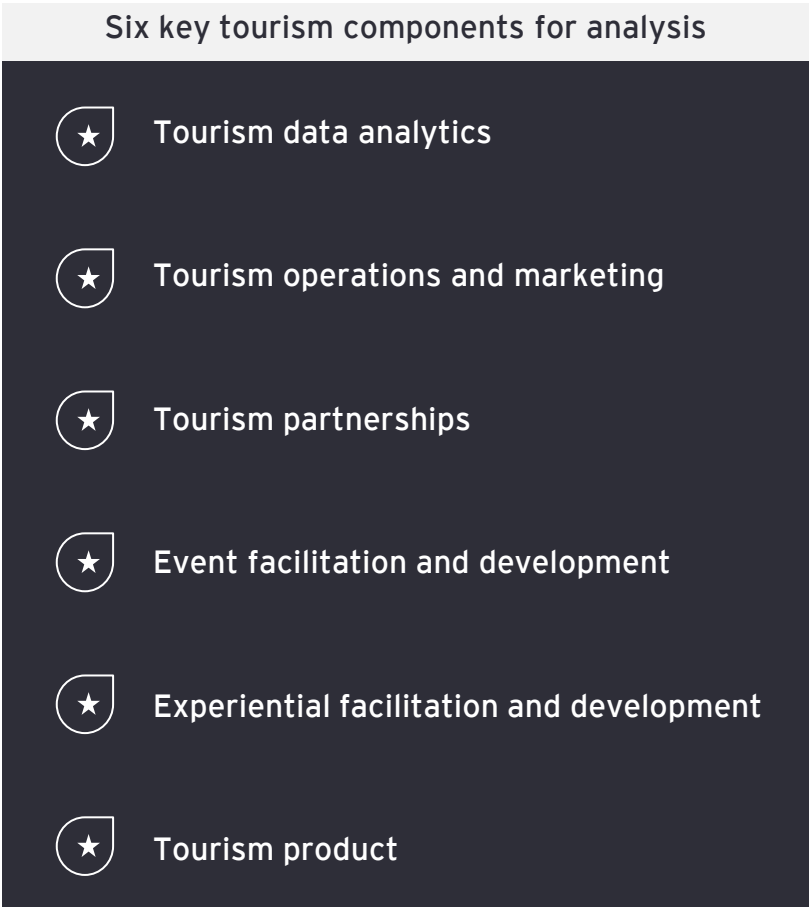 Six key tourism components for analysis
Tourism data analytics
Tourism operations and marketing
Tourism partnerships
Event facilitation and development
Experiential facilitation and development
Tourism product